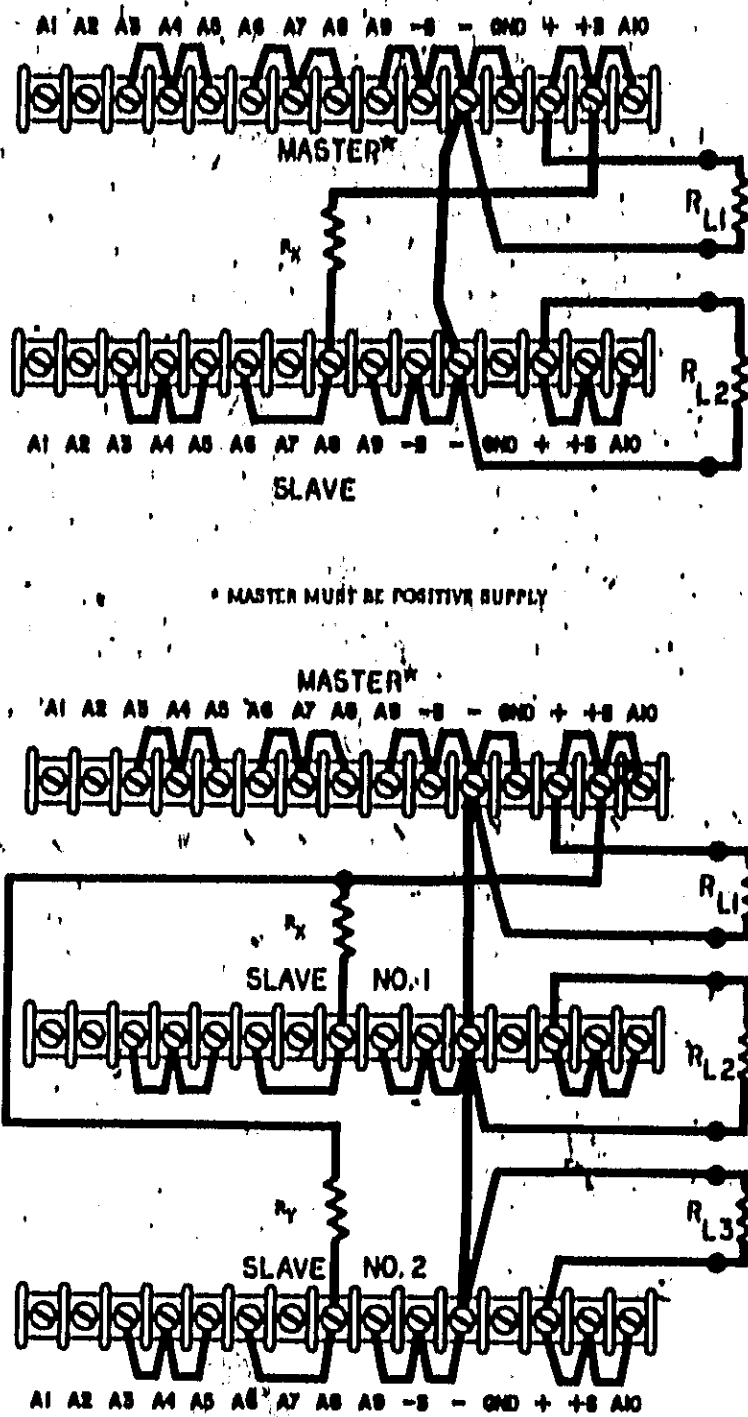 A1 A2 A3 A4 A5 A6 A7 A8 A9 -S - GND + +S A10
MASTER*
RX
RL1
RL2
A1 A2 A3 A4 A5 A6 A7 A8 A9 -S - GND + +S A10
SLAVE
* MASTER MUST BE POSITIVE SUPPLY
MASTER*
A1 A2 A3 A4 A5 A6 A7 A8 A9 -S - GND + +S A10
RL1
RX
SLAVE NO. 1
RL2
RY
RL3
SLAVE NO. 2
A1 A2 A3 A4 A5 A6 A7 A8 A9 -S - GND + +S A10